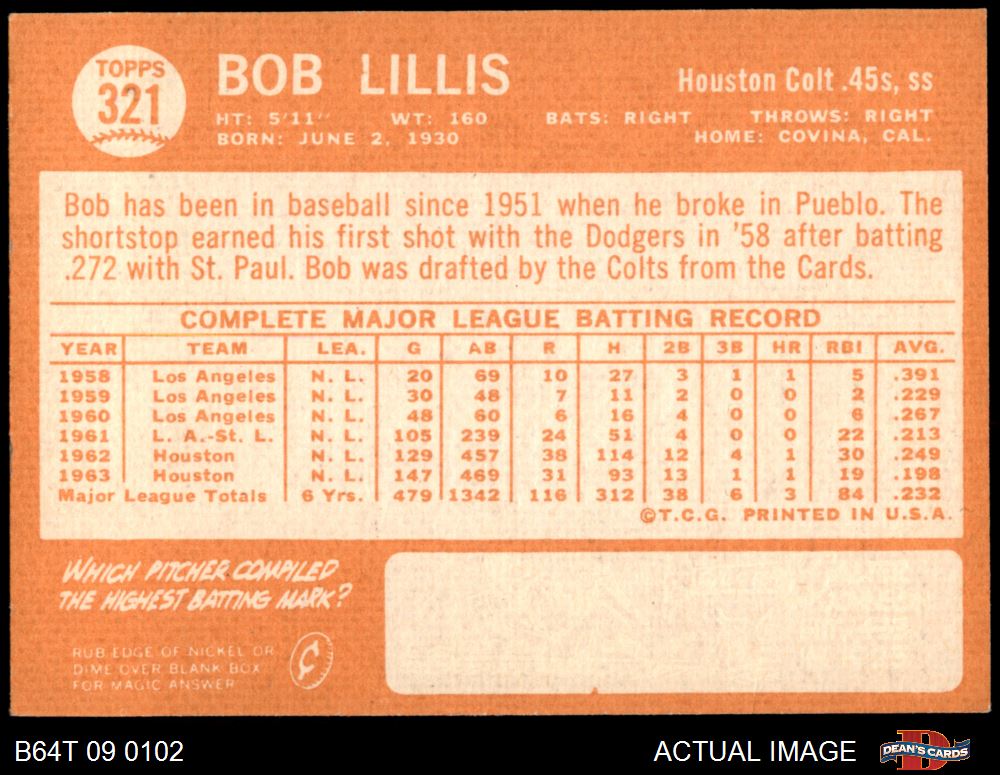 TOPPS
321
BOB LILLIS
Houston Colt .45s, ss
HT: 5'11" WT: 160 BATS: RIGHT THROWS: RIGHT
BORN: JUNE 2, 1930 HOME: COVINA, CAL.
Bob has been in baseball since 1951 when he broke in Pueblo. The
shortstop earned his first shot with the Dodgers in '58 after batting
.272 with St. Paul. Bob was drafted by the Colts from the Cards.
COMPLETE MAJOR LEAGUE BATTING RECORD
YEAR TEAM LEA. G AB R H 2B 3B HR RBI AVG.
1958 Los Angeles N. L. 20 69 10 27 3 1 1 5 .391
1959 Los Angeles N. L. 30 48 7 11 2 0 0 2 .229
1960 Los Angeles N. L. 48 60 6 16 4 0 0 6 .267
1961 L. A.-St. L. N. L. 105 239 24 51 4 0 0 22 .213
1962 Houston N. L. 129 457 38 114 12 4 1 30 .249
1963 Houston N. L. 147 469 31 93 13 1 1 19 .198
Major League Totals 6 Yrs. 479 1342 116 312 38 6 3 84 .232
©T.C.G. PRINTED IN U.S.A.
WHICH PITCHER COMPILED
THE HIGHEST BATTING MARK?
RUB EDGE OF NICKEL OR
DIME OVER BLANK BOX
FOR MAGIC ANSWER
¢
B64T 09 0102 ACTUAL IMAGE
D
DEAN'S CARDS